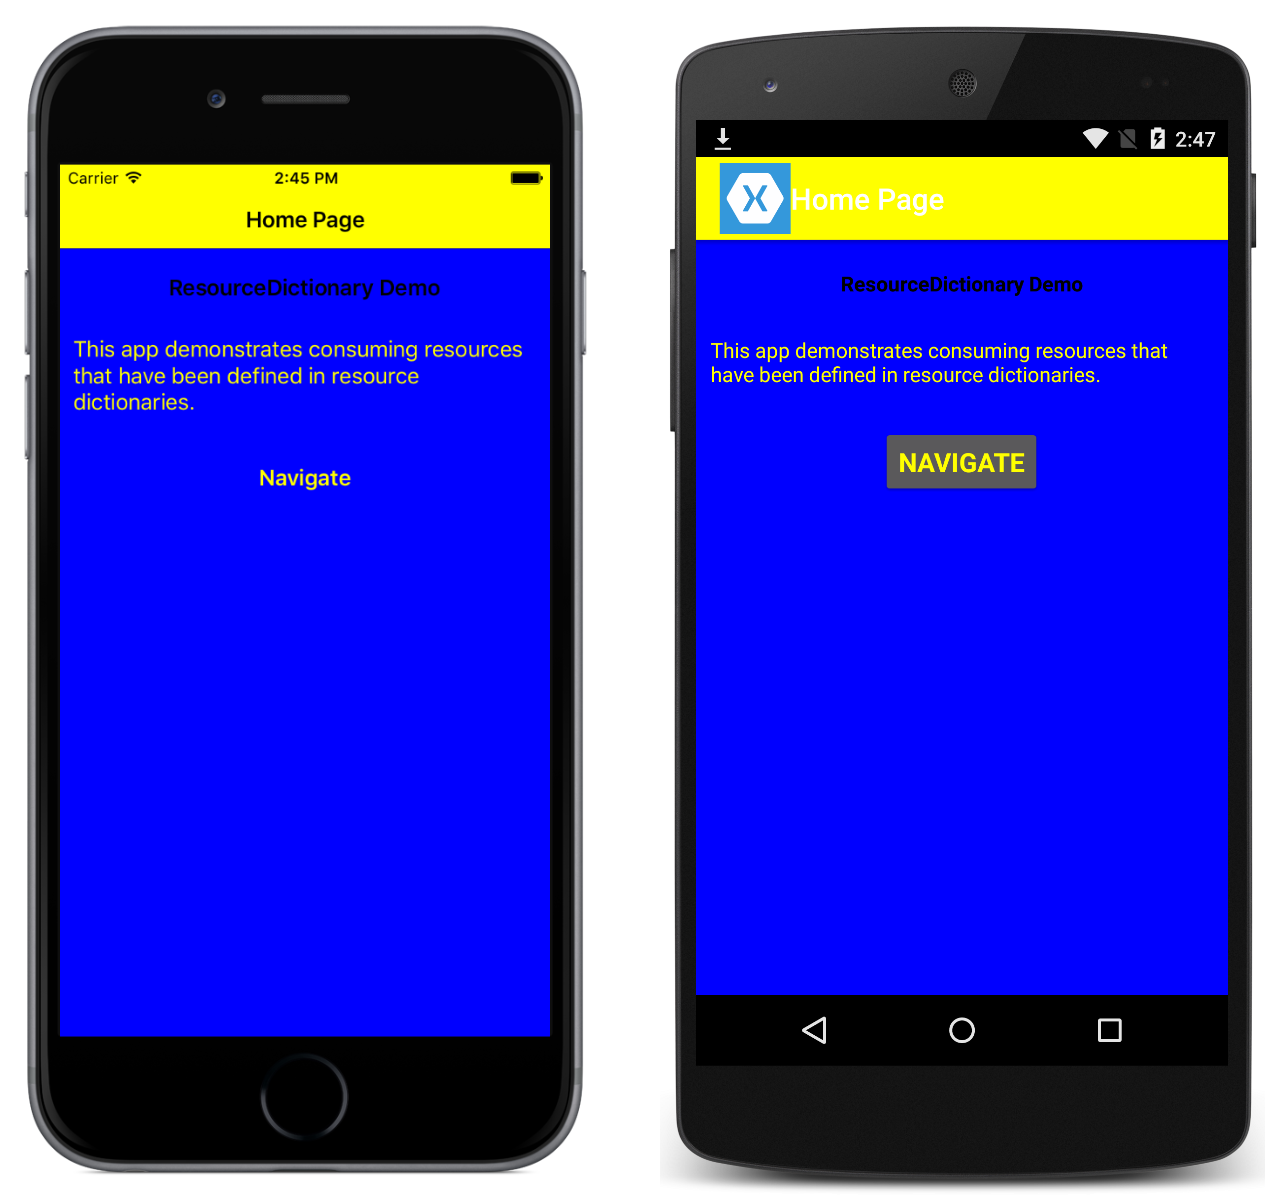 Carrier 2:45 PM
Home Page
ResourceDictionary Demo
This app demonstrates consuming resources
that have been defined in resource
dictionaries.
Navigate
2:47
Home Page
ResourceDictionary Demo
This app demonstrates consuming resources that
have been defined in resource dictionaries.
NAVIGATE